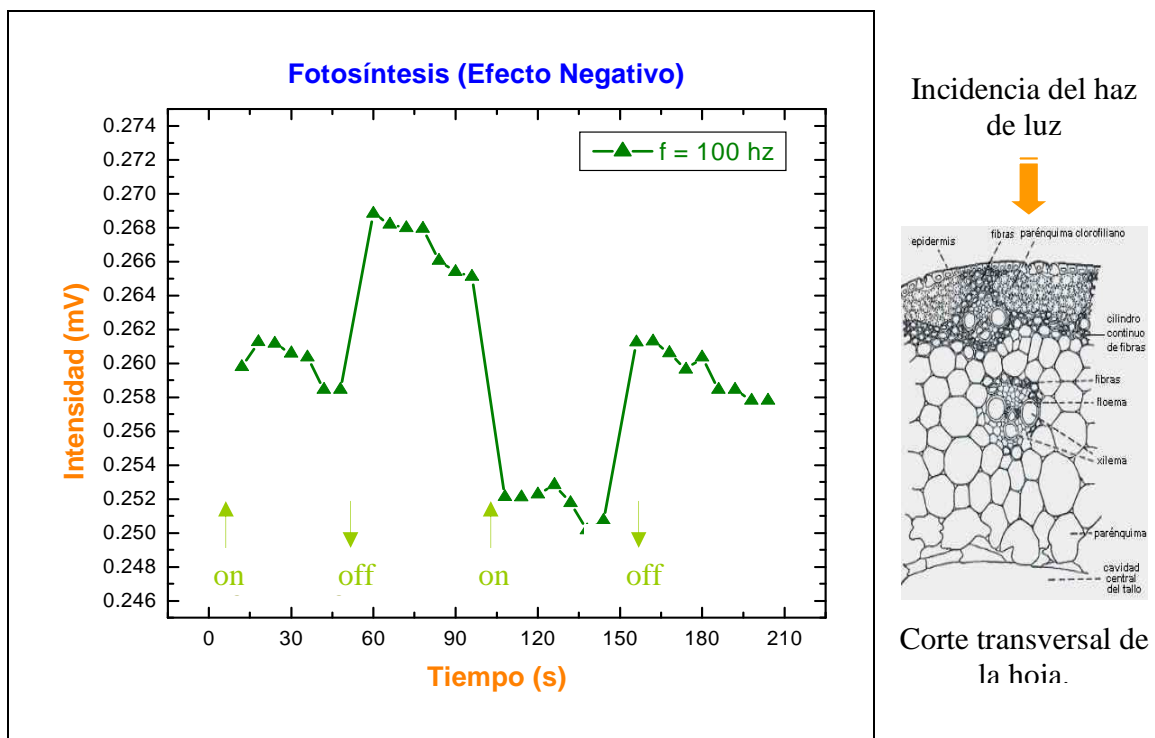 Fotosíntesis (Efecto Negativo)
0.274
0.272
0.270
0.268
0.266
0.264
0.262
0.260
0.258
0.256
0.254
0.252
0.250
0.248
0.246
Intensidad (mV)
f = 100 hz
on
off
on
off
0 30 60 90 120 150 180 210
Tiempo (s)
Incidencia del haz
de luz
epidermis
fibras
parénquima clorofiliano
cilindro
continuo
de fibras
fibras
floema
xilema
parénquima
cavidad
central
del tallo
Corte transversal de
la hoja.